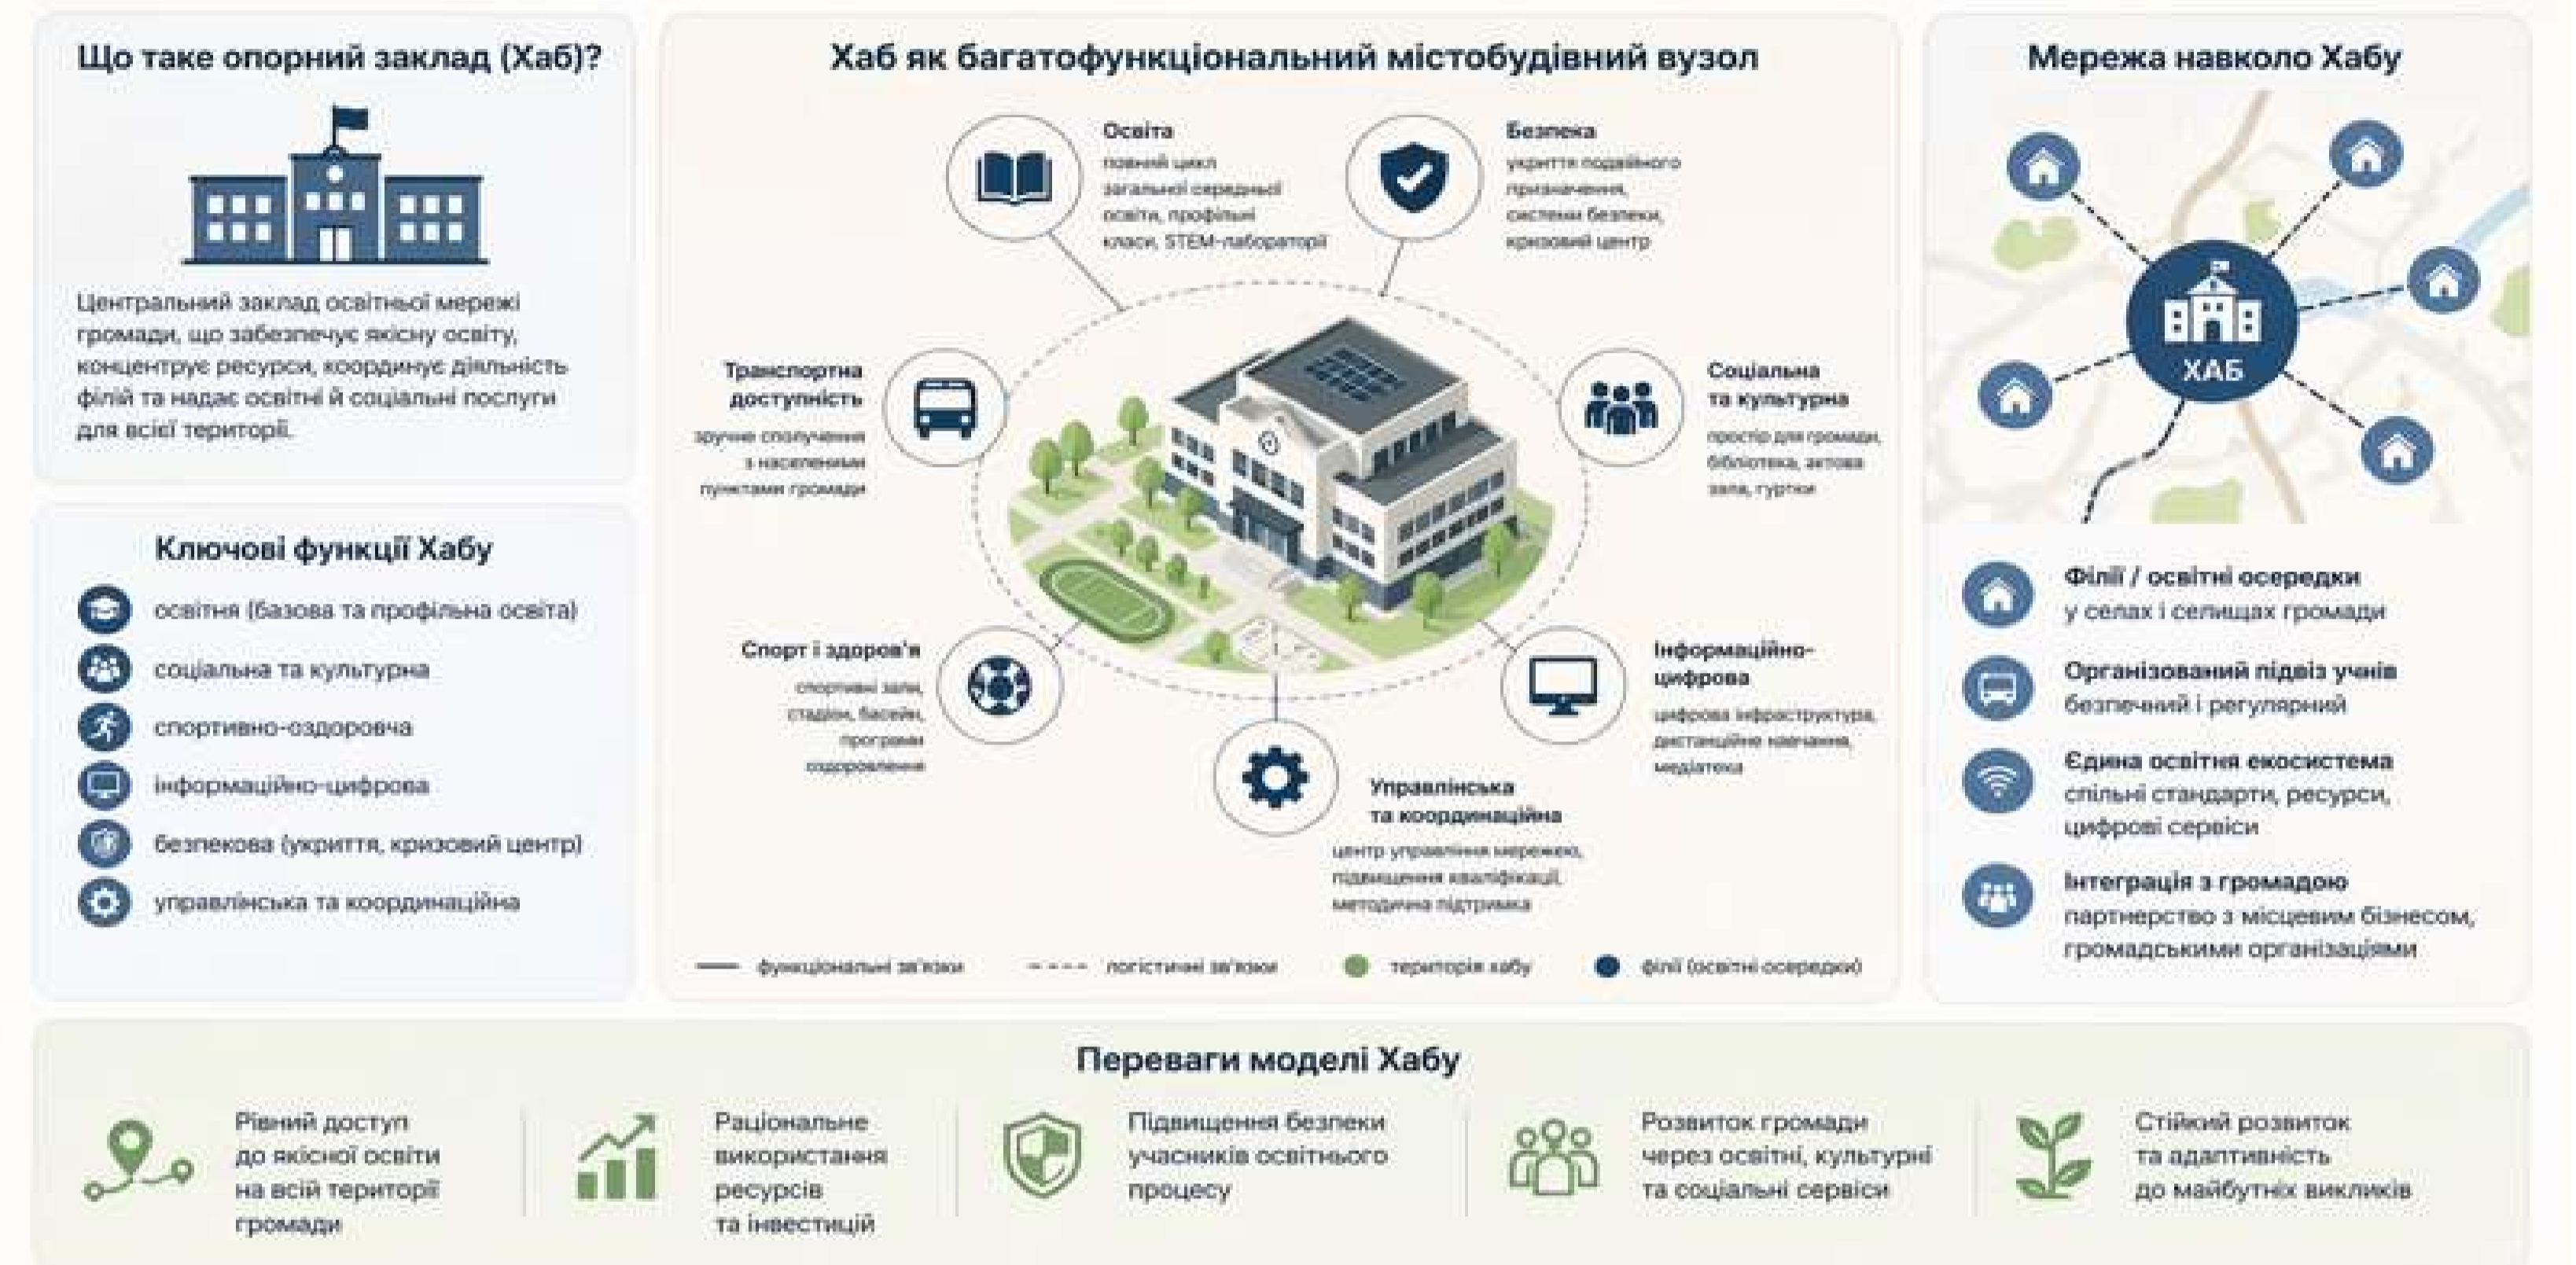 Що таке опорний заклад (Хаб)?
Центральний заклад освітньої мережі
громади, що забезпечує якісну освіту,
концентрує ресурси, координує діяльність
філій та надає освітні й соціальні послуги
для всієї території.
Ключові функції Хабу
освітня (базова та профільна освіта)
соціальна та культурна
спортивно-оздоровча
інформаційно-цифрова
безпекова (укриття, кризовий центр)
управлінська та координаційна
Хаб як багатофункціональний містобудівний вузол
Освіта
повний цикл
загальної середньої
освіти, профільні
класи, STEM-лабораторії
Безпека
укриття подвійного
призначення,
системи безпеки,
кризовий центр
Транспортна
доступність
зручне сполучення
з населеними
пунктами громади
Соціальна
та культурна
простір для громади,
бібліотека, актова
зала, гуртки
Спорт і здоров'я
спортивні зали,
стадіон, басейн,
програми
оздоровлення
Інформаційно-
цифрова
цифрова інфраструктура,
дистанційне навчання,
медіатека
Управлінська
та координаційна
центр управління мережею,
підвищення кваліфікації,
методична підтримка
функціональні зв'язки
логістичні зв'язки
територія хабу
філії (освітні осередки)
Мережа навколо Хабу
ХАБ
Філії / освітні осередки
у селах і селищах громади
Організований підвіз учнів
безпечний і регулярний
Єдина освітня екосистема
спільні стандарти, ресурси,
цифрові сервіси
Інтеграція з громадою
партнерство з місцевим бізнесом,
громадськими організаціями
Переваги моделі Хабу
Рівний доступ
до якісної освіти
на всій території
громади
Раціональне
використання
ресурсів
та інвестицій
Підвищення безпеки
учасників освітнього
процесу
Розвиток громади
через освітні, культурні
та соціальні сервіси
Стійкий розвиток
та адаптивність
до майбутніх викликів